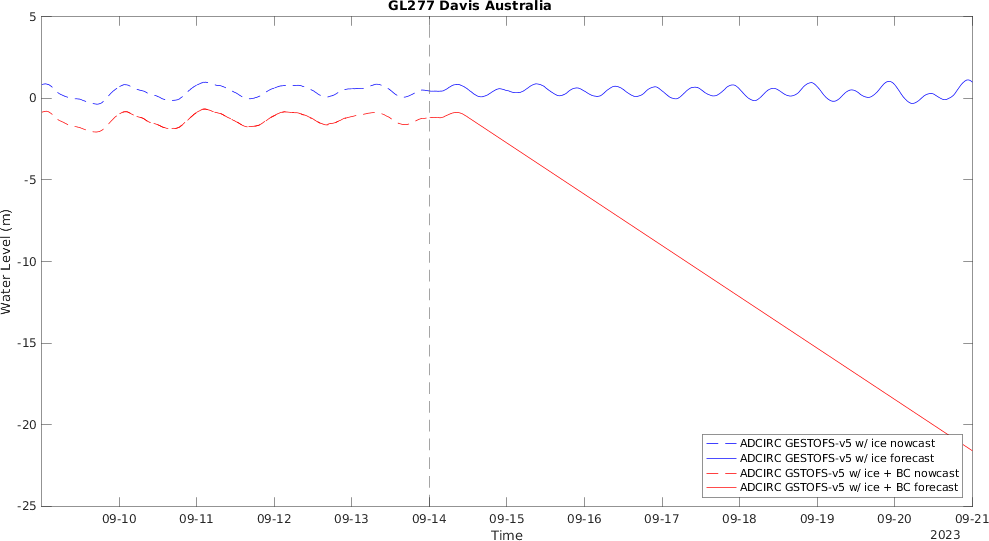 GL277 Davis Australia
5
0
-5
-10
-15
-20
-25
Water Level (m)
ADCIRC GESTOFS-v5 w/ ice nowcast
ADCIRC GESTOFS-v5 w/ ice forecast
ADCIRC GSTOFS-v5 w/ ice + BC nowcast
ADCIRC GSTOFS-v5 w/ ice + BC forecast
09-10 09-11 09-12 09-13 09-14 09-15 09-16 09-17 09-18 09-19 09-20 09-21
Time
2023